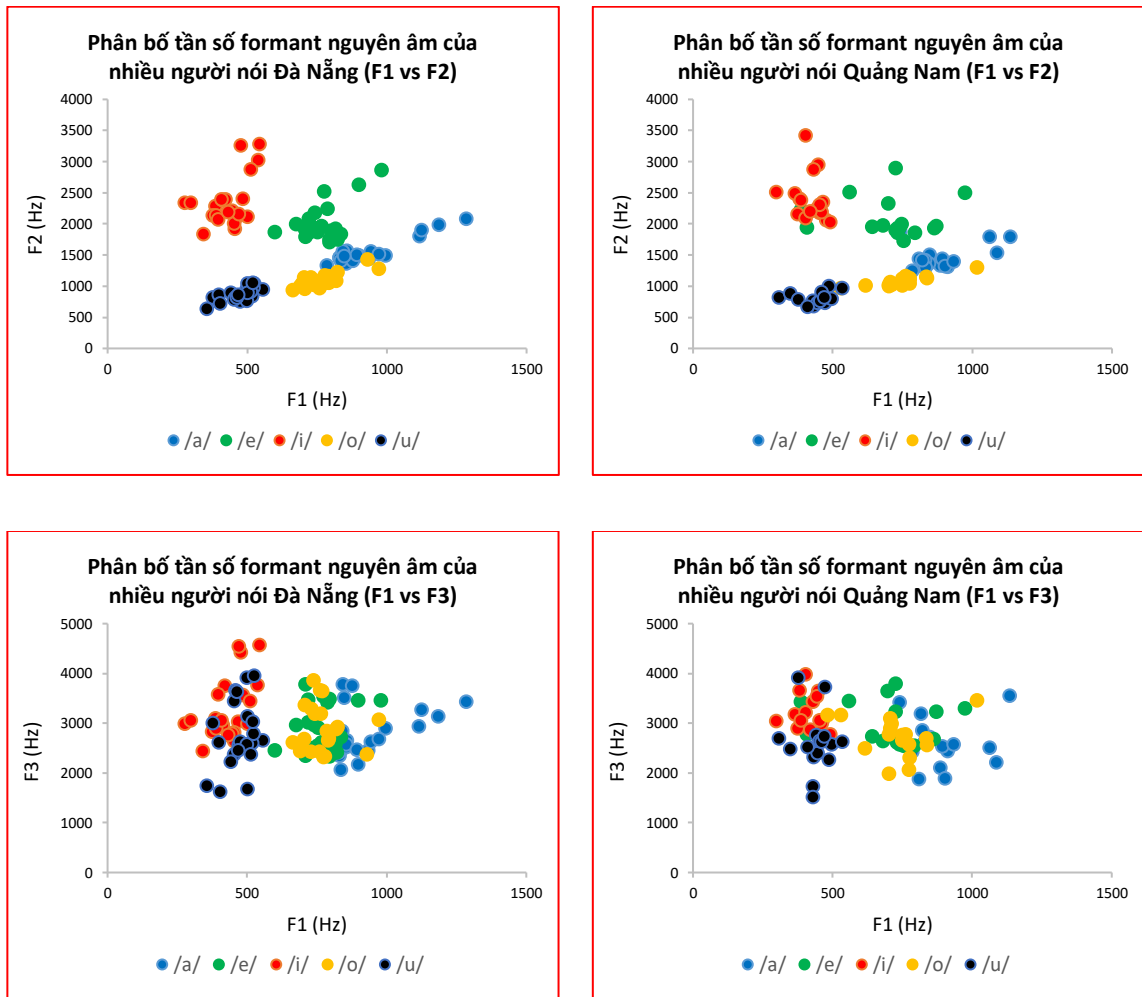 Phân bố tần số formant nguyên âm của
nhiều người nói Đà Nẵng (F1 vs F2)
4000
3500
3000
2500
2000
1500
1000
500
0
F2 (Hz)
0 500 1000 1500
F1 (Hz)
/a/ /e/ /i/ /o/ /u/
Phân bố tần số formant nguyên âm của
nhiều người nói Quảng Nam (F1 vs F2)
4000
3500
3000
2500
2000
1500
1000
500
0
F2 (Hz)
0 500 1000 1500
F1 (Hz)
/a/ /e/ /i/ /o/ /u/
Phân bố tần số formant nguyên âm của
nhiều người nói Đà Nẵng (F1 vs F3)
5000
4000
3000
2000
1000
0
F3 (Hz)
0 500 1000 1500
F1 (Hz)
/a/ /e/ /i/ /o/ /u/
Phân bố tần số formant nguyên âm của
nhiều người nói Quảng Nam (F1 vs F3)
5000
4000
3000
2000
1000
0
F3 (Hz)
0 500 1000 1500
F1 (Hz)
/a/ /e/ /i/ /o/ /u/